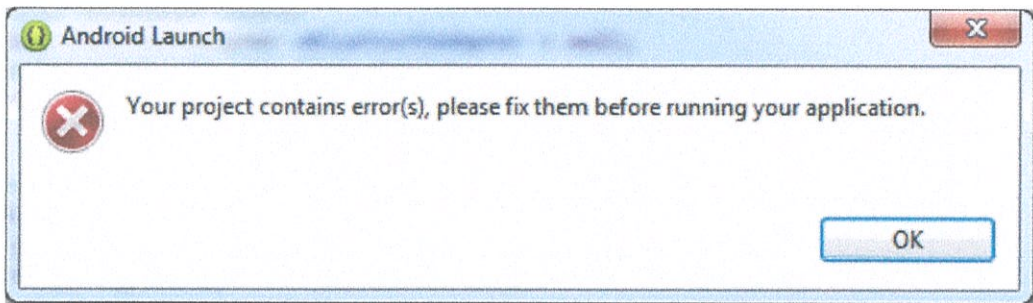 Android Launch
Your project contains error(s), please fix them before running your application.
OK